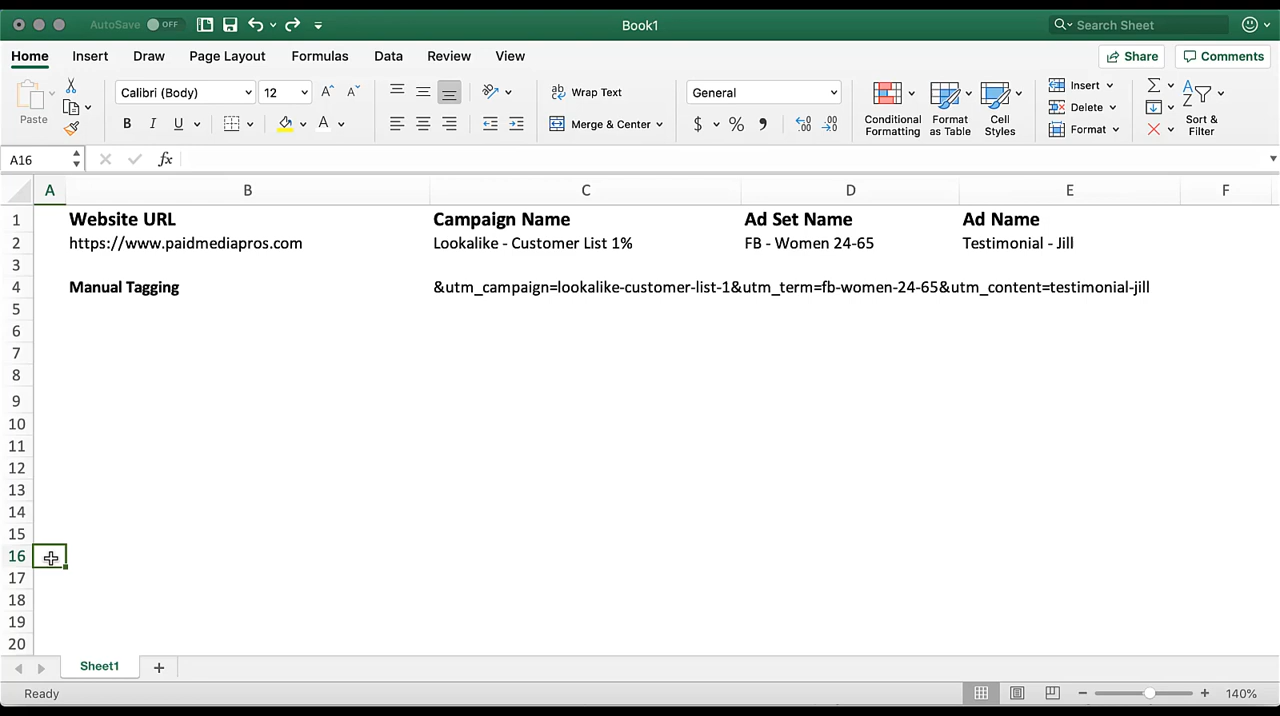 AutoSave OFF Book1 Search Sheet
Home Insert Draw Page Layout Formulas Data Review View Share Comments
Paste Calibri (Body) 12 A^ Aˇ ab Wrap Text General Insert
B I U A Merge & Center $ % 9 Conditional Formatting Format as Table Cell Styles Delete Format Sort & Filter
A16 fx
A B C D E F
1 Website URL Campaign Name Ad Set Name Ad Name
2 https://www.paidmediapros.com Lookalike - Customer List 1% FB - Women 24-65 Testimonial - Jill
3
4 Manual Tagging &utm_campaign=lookalike-customer-list-1&utm_term=fb-women-24-65&utm_content=testimonial-jill
5
6
7
8
9
10
11
12
13
14
15
16
17
18
19
20
Sheet1 +
Ready 140%